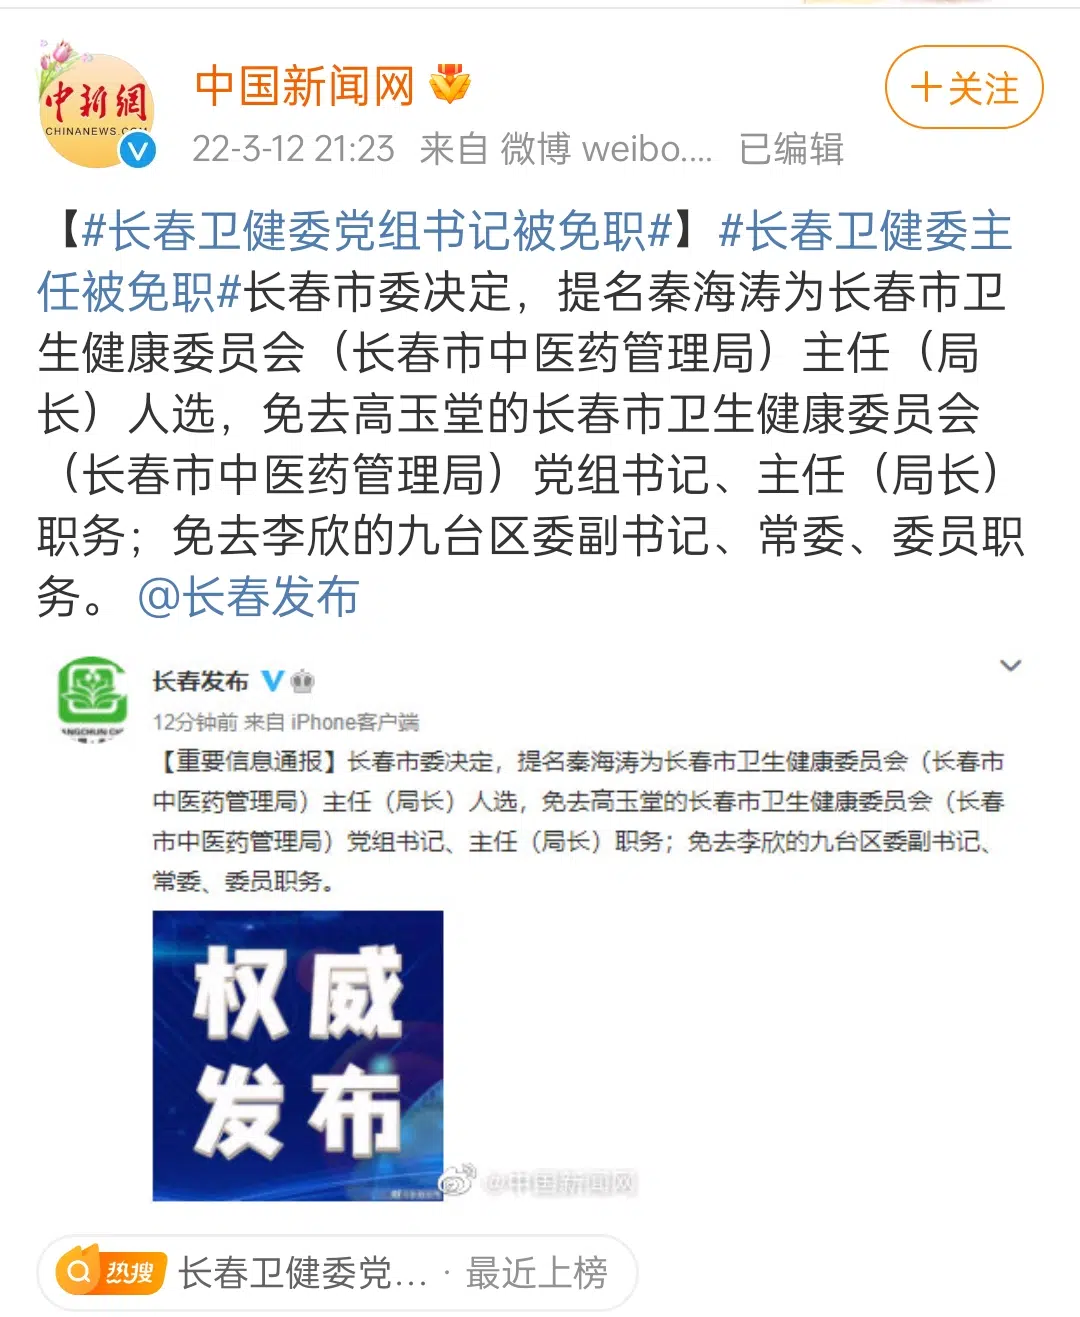 中新網
CHINANEWS.COM
中国新闻网
+关注
22-3-12 21:23 来自 微博 weibo.... 已编辑
【#长春卫健委党组书记被免职#】#长春卫健委主
任被免职#长春市委决定，提名秦海涛为长春市卫
生健康委员会（长春市中医药管理局）主任（局
长）人选，免去高玉堂的长春市卫生健康委员会
（长春市中医药管理局）党组书记、主任（局长）
职务；免去李欣的九台区委副书记、常委、委员职
务。@长春发布
长春发布
12分钟前 来自 iPhone客户端
【重要信息通报】长春市委决定，提名秦海涛为长春市卫生健康委员会（长春市
中医药管理局）主任（局长）人选，免去高玉堂的长春市卫生健康委员会（长春
市中医药管理局）党组书记、主任（局长）职务；免去李欣的九台区委副书记、
常委、委员职务。
权威
发布
@中国新闻网
热搜 长春卫健委党... · 最近上榜